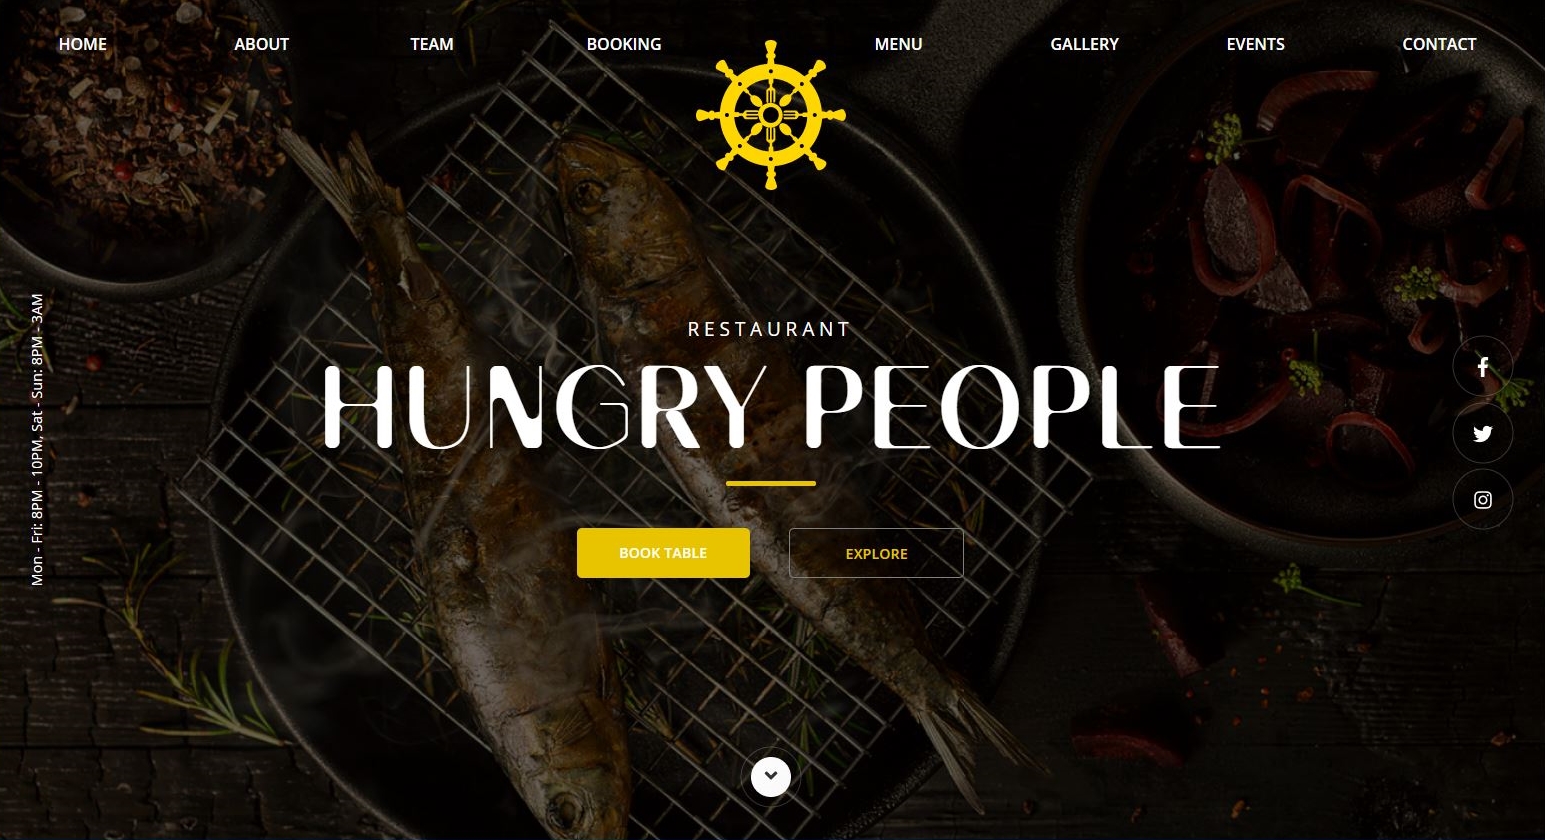 HOME ABOUT TEAM BOOKING MENU GALLERY EVENTS CONTACT
Mon - Fri: 8PM - 10PM, Sat - Sun: 8PM - 3AM
RESTAURANT
HUNGRY PEOPLE
BOOK TABLE EXPLORE